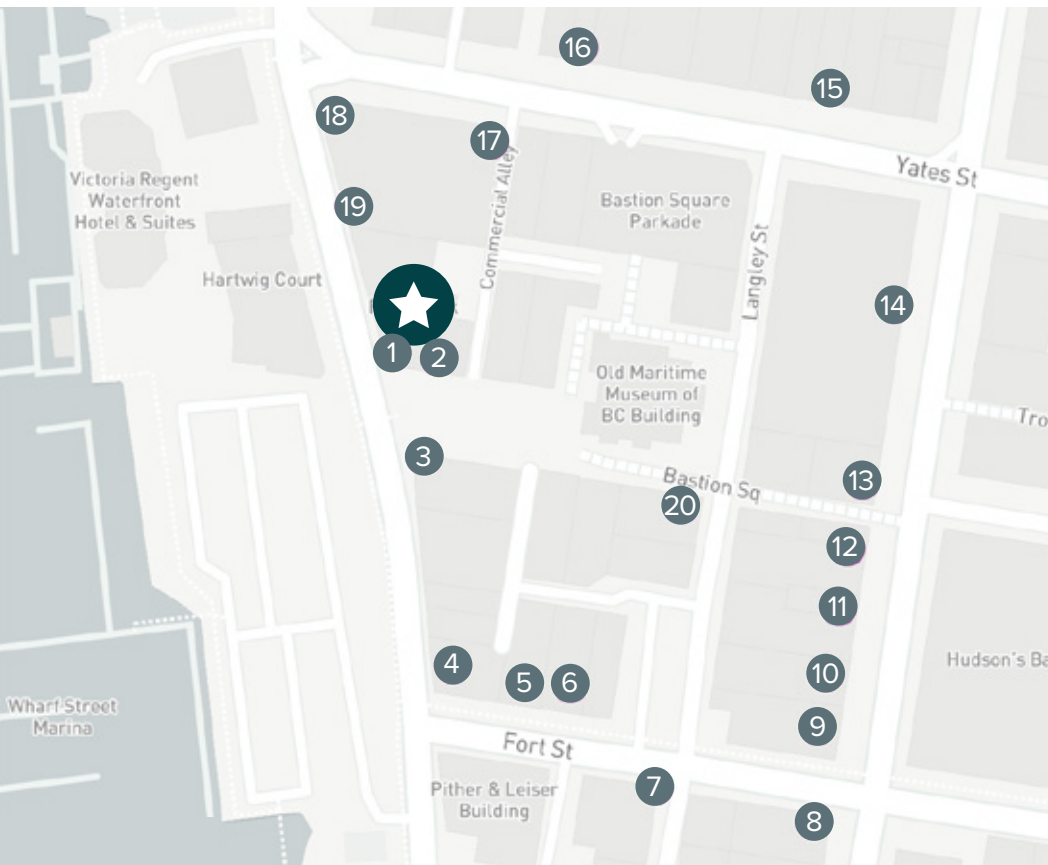 16
15
18
17
Yates St
Victoria Regent
Waterfront
Hotel & Suites
Bastion Square
Parkade
19
Commercial Alley
Langley St
Hartwig Court
14
1
2
Old Maritime
Museum of
BC Building
Tro
3
13
Bastion Sq
20
12
11
4
5
6
10
Hudson's Ba
9
Wharf Street
Marina
Fort St
7
Pither & Leiser
Building
8